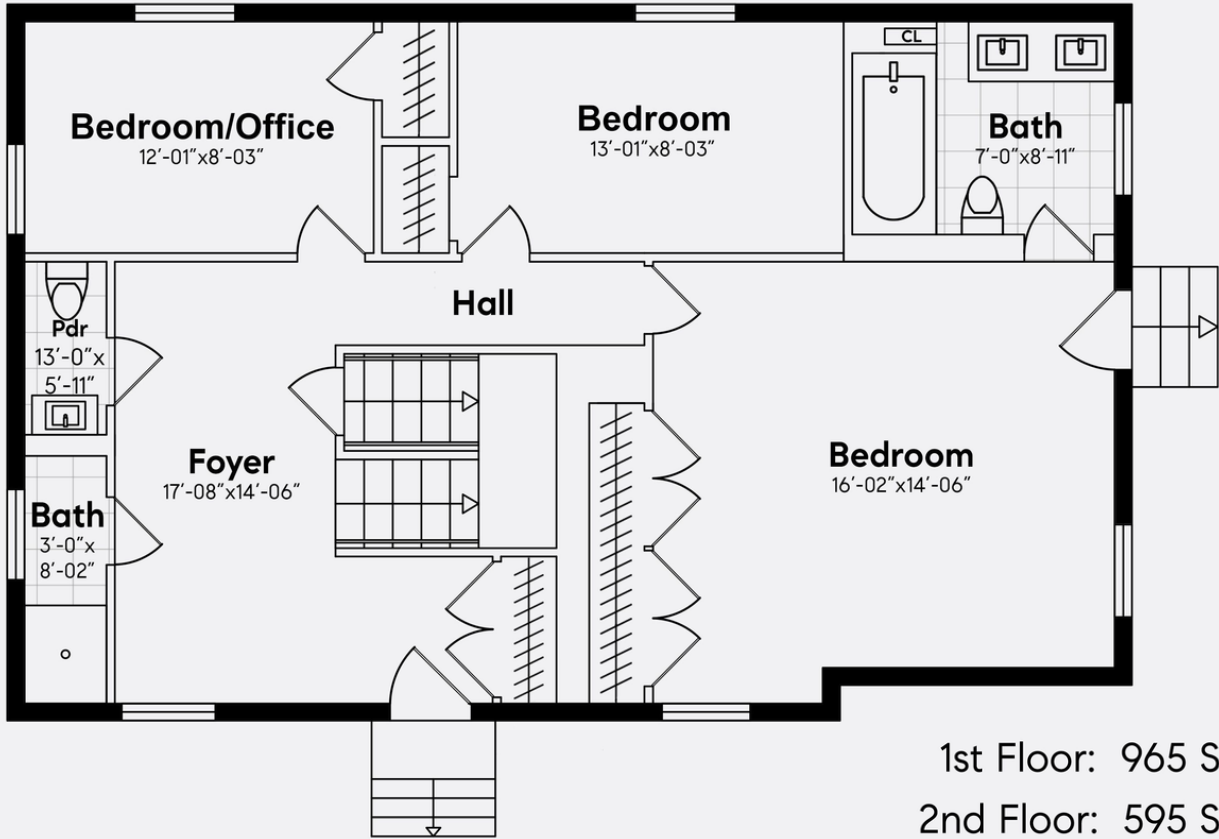 CL
Bedroom/Office
12'-01"x8'-03"
Bedroom
13'-01"x8'-03"
Bath
7'-0"x8'-11"
Hall
Pdr
13'-0"x
5'-11"
Foyer
17'-08"x14'-06"
Bedroom
16'-02"x14'-06"
Bath
3'-0"x
8'-02"
1st Floor: 965 S
2nd Floor: 595 S